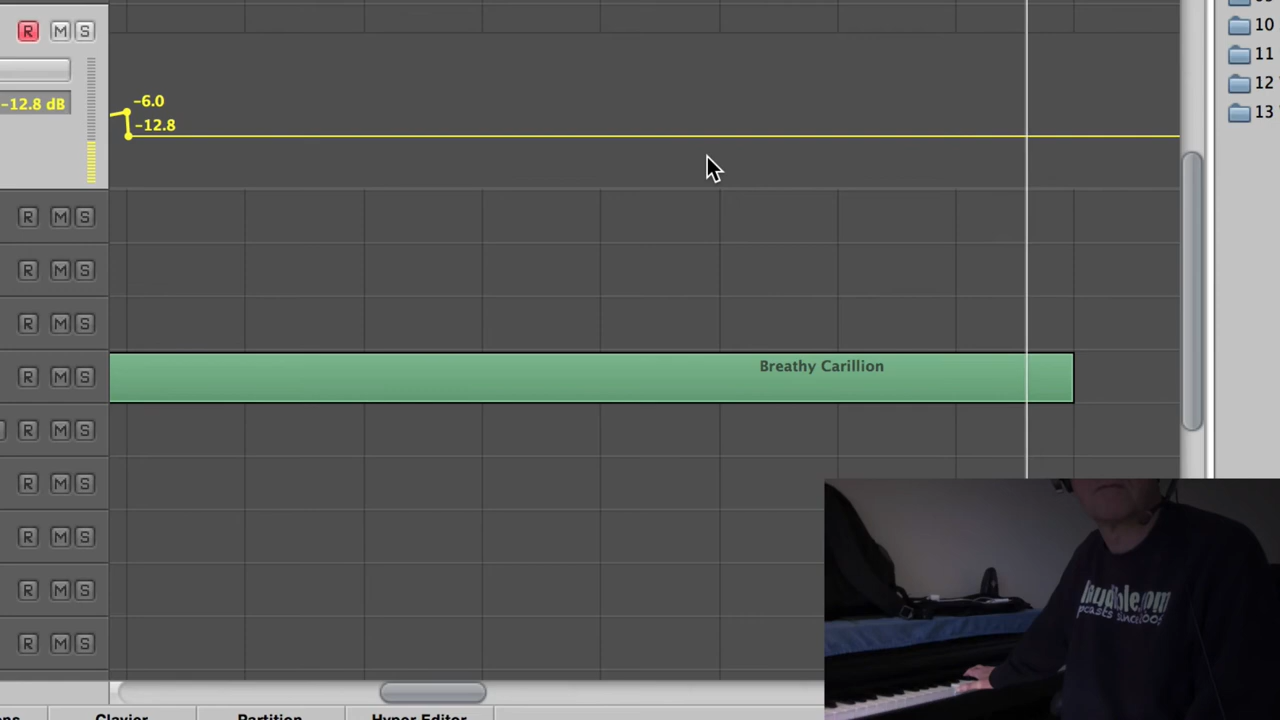 R M S
10
11
12
13
-12.8 dB
-6.0
-12.8
R M S
R M S
R M S
R M S
Breathy Carillion
R M S
R M S
R M S
R M S
R M S
Clavier
Partition
Hyper Editor